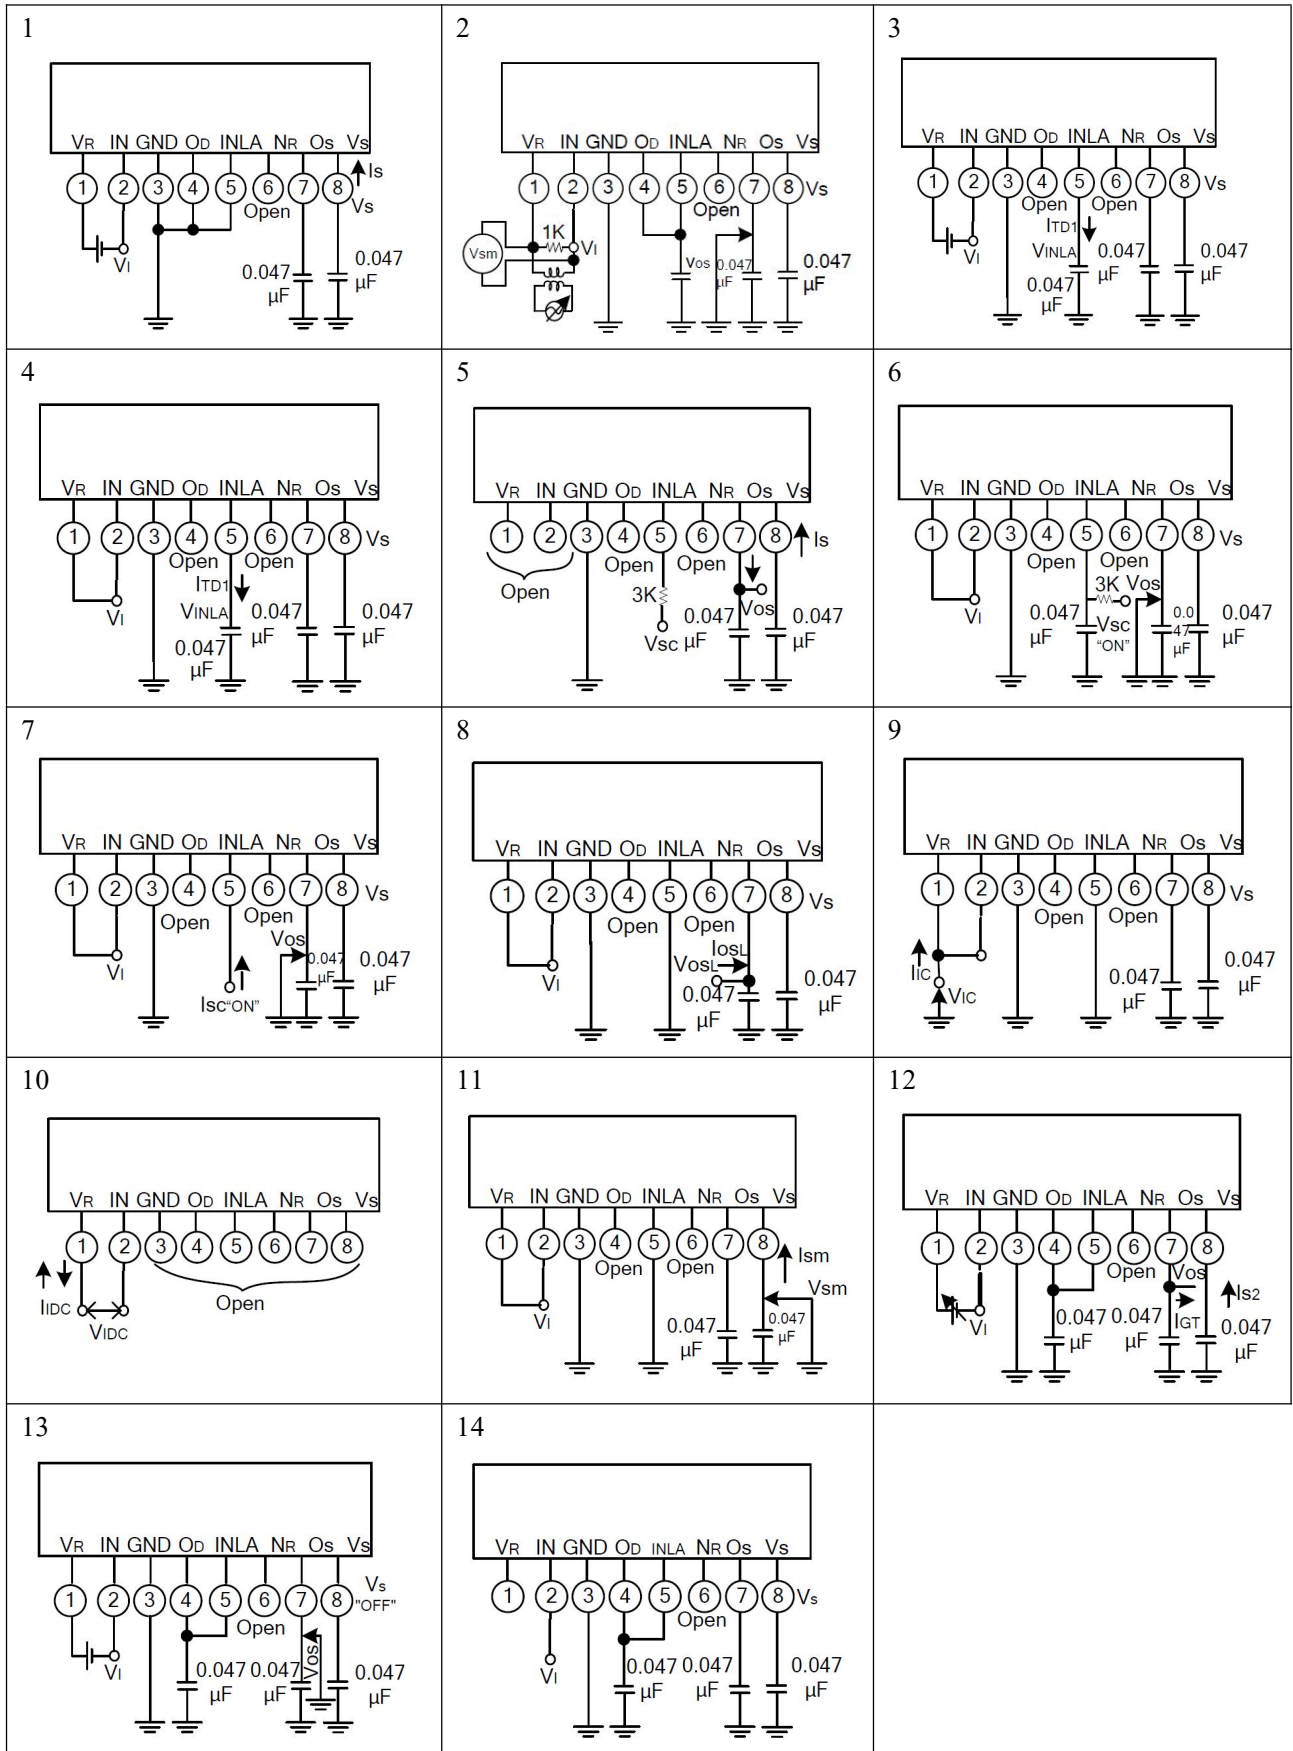 1
VR IN GND OD INLA NR OS VS
1 2 3 4 5 6 7 8
IS
VS
Open
VI
0.047
µF
0.047
µF
2
VR IN GND OD INLA NR OS VS
1 2 3 4 5 6 7 8 VS
Open
Vsm
1K
VI
VOS
0.047
µF
0.047
µF
3
VR IN GND OD INLA NR OS VS
1 2 3 4 5 6 7 8 VS
Open Open
ITD1
VI
VINLA
0.047
µF
0.047
µF
0.047
µF
4
VR IN GND OD INLA NR OS VS
1 2 3 4 5 6 7 8 VS
Open Open
ITD1
VI
VINLA
0.047
µF
0.047
µF
0.047
µF
5
VR IN GND OD INLA NR OS VS
1 2 3 4 5 6 7 8
IS
Open
Open
Open
3K
VSC
0.047
µF
VOS
0.047
µF
6
VR IN GND OD INLA NR OS VS
1 2 3 4 5 6 7 8 VS
Open Open
VI
0.047
µF
3K
VSC
“ON”
VOS
0.0
47
µF
0.047
µF
7
VR IN GND OD INLA NR OS VS
1 2 3 4 5 6 7 8 VS
Open
Open
VI
ISC“ON”
VOS
0.047
µF
0.047
µF
8
VR IN GND OD INLA NR OS VS
1 2 3 4 5 6 7 8 VS
Open Open
VI
IOSL
VOSL
0.047
µF
0.047
µF
9
VR IN GND OD INLA NR OS VS
1 2 3 4 5 6 7 8 VS
Open Open
IIC
VIC
0.047
µF
0.047
µF
10
VR IN GND OD INLA NR OS VS
1 2 3 4 5 6 7 8
IIDC
VIDC
Open
11
VR IN GND OD INLA NR OS VS
1 2 3 4 5 6 7 8
Ism
Open Open
VI
Vsm
0.047
µF
0.047
µF
12
VR IN GND OD INLA NR OS VS
1 2 3 4 5 6 7 8
Open
VOS
IS2
VI
IGT
0.047
µF
0.047
µF
0.047
µF
13
VR IN GND OD INLA NR OS VS
1 2 3 4 5 6 7 8
VS
"OFF"
Open
VI
VOS
0.047
µF
0.047
µF
0.047
µF
14
VR IN GND OD INLA NR OS VS
1 2 3 4 5 6 7 8 VS
Open
VI
0.047
µF
0.047
µF
0.047
µF